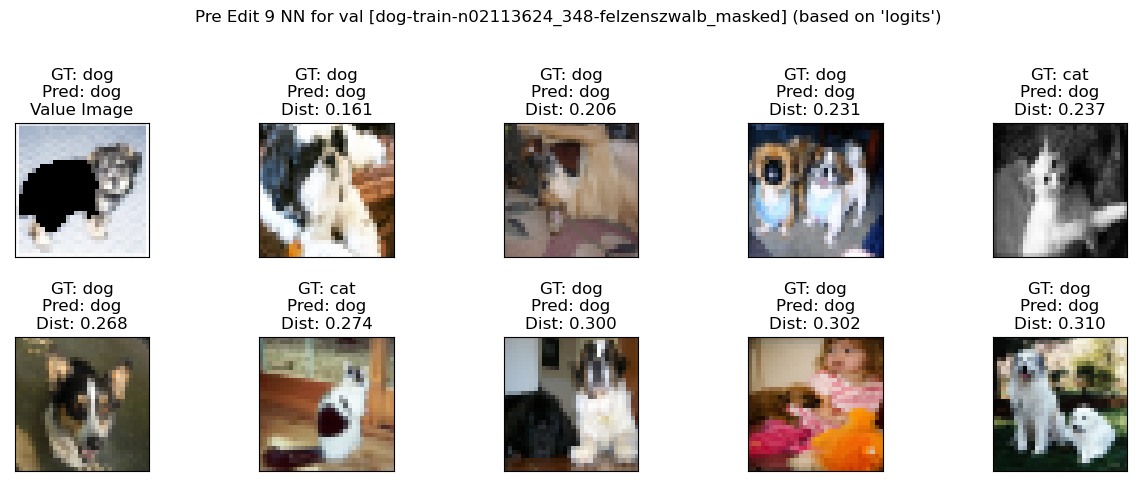 Pre Edit 9 NN for val [dog-train-n02113624_348-felzenszwalb_masked] (based on 'logits')
GT: dog
Pred: dog
Value Image
GT: dog
Pred: dog
Dist: 0.161
GT: dog
Pred: dog
Dist: 0.206
GT: dog
Pred: dog
Dist: 0.231
GT: cat
Pred: dog
Dist: 0.237
GT: dog
Pred: dog
Dist: 0.268
GT: cat
Pred: dog
Dist: 0.274
GT: dog
Pred: dog
Dist: 0.300
GT: dog
Pred: dog
Dist: 0.302
GT: dog
Pred: dog
Dist: 0.310